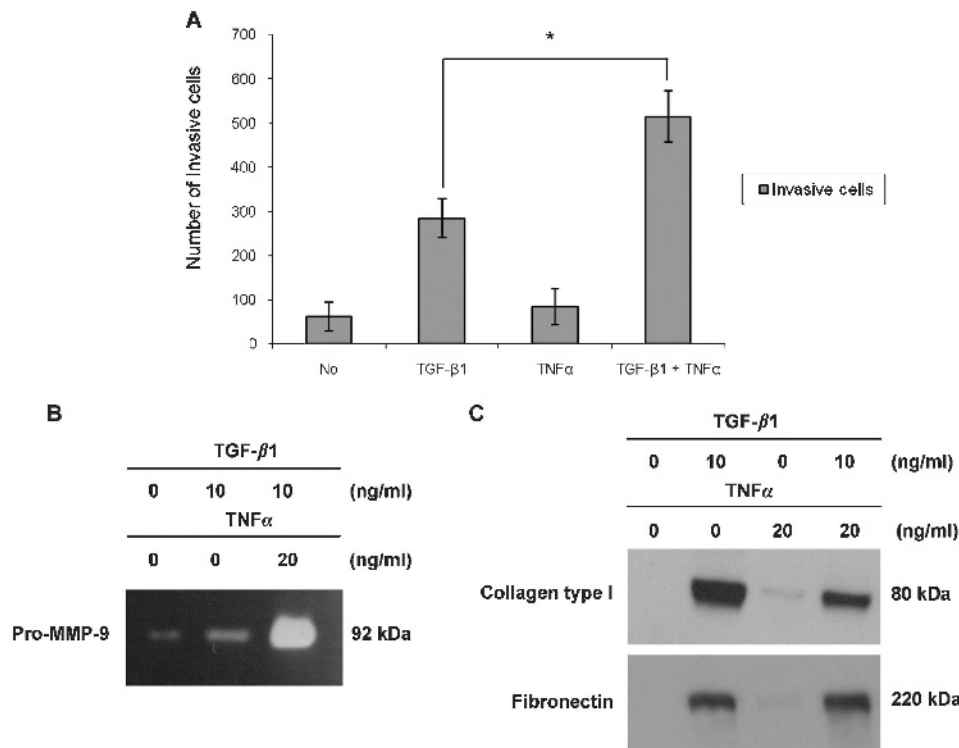 A
700
600
500
400
300
200
100
0
Number of Invasive cells
*
No TGF-β1 TNFα TGF-β1 + TNFα
Invasive cells
B
TGF-β1
0 10 10 (ng/ml)
TNFα
0 0 20 (ng/ml)
Pro-MMP-9 92 kDa
C
TGF-β1
0 10 0 10 (ng/ml)
TNFα
0 0 20 20 (ng/ml)
Collagen type I 80 kDa
Fibronectin 220 kDa